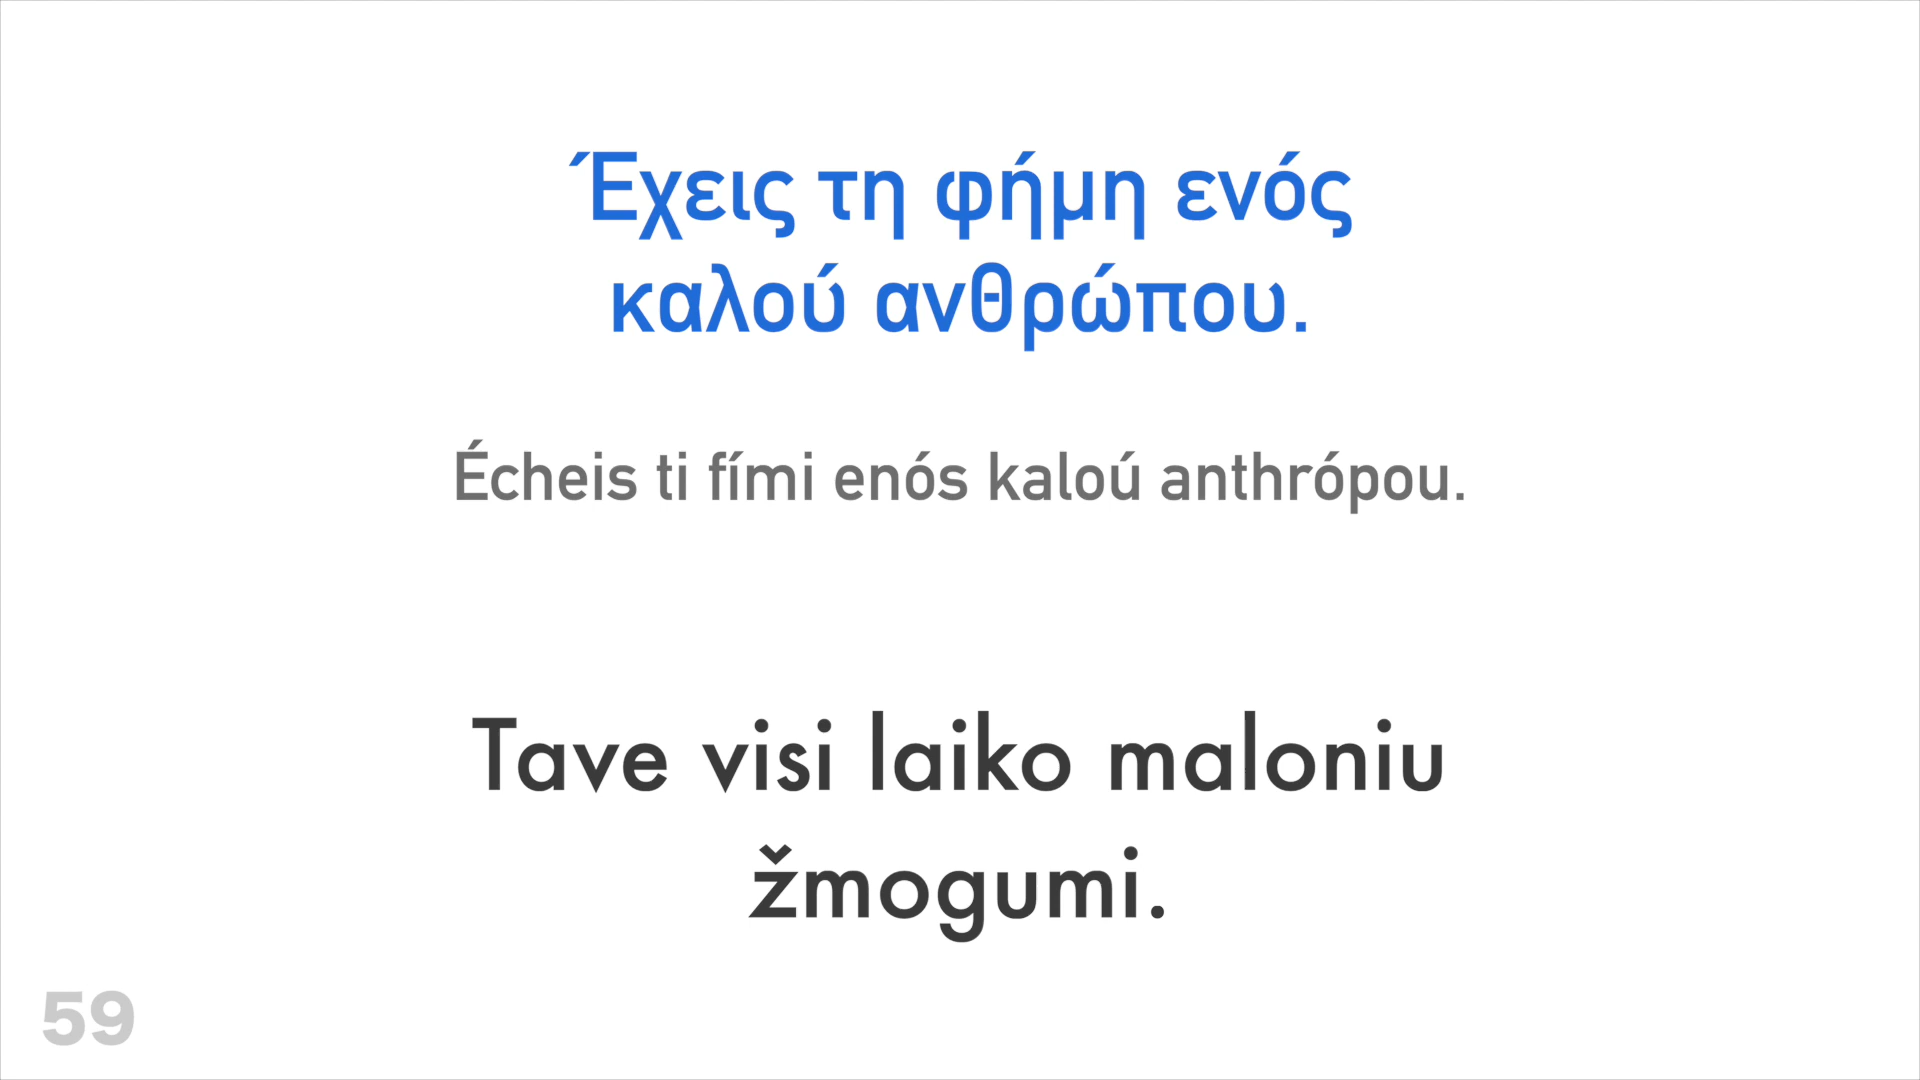 Έχεις τη φήμη ενός
καλού ανθρώπου.
Écheis ti fími enós kaloú anthrópou.
Tave visi laiko maloniu
žmogumi.
59